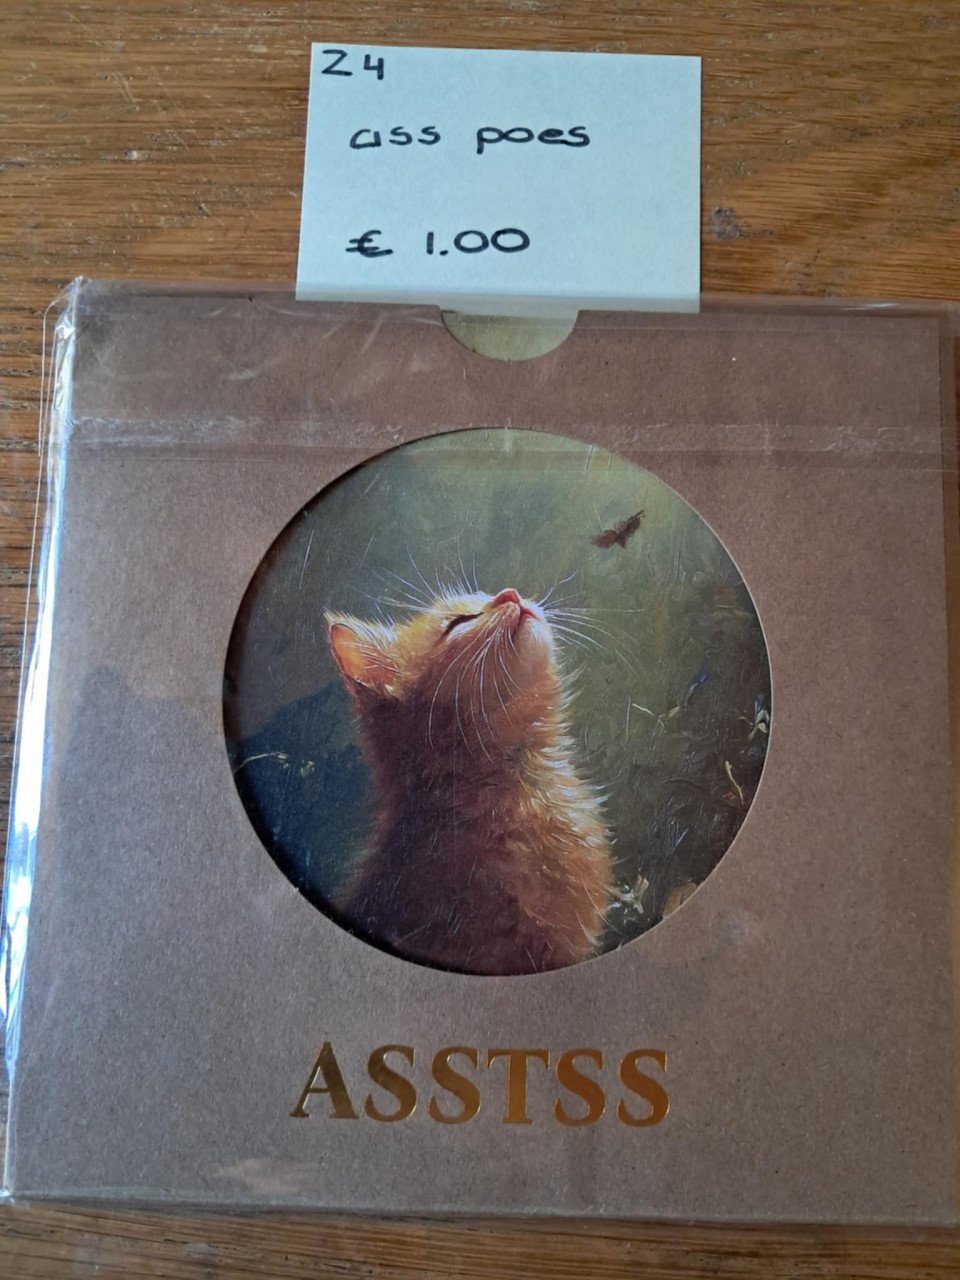 24
ass poes
€ 1.00
ASSTSS